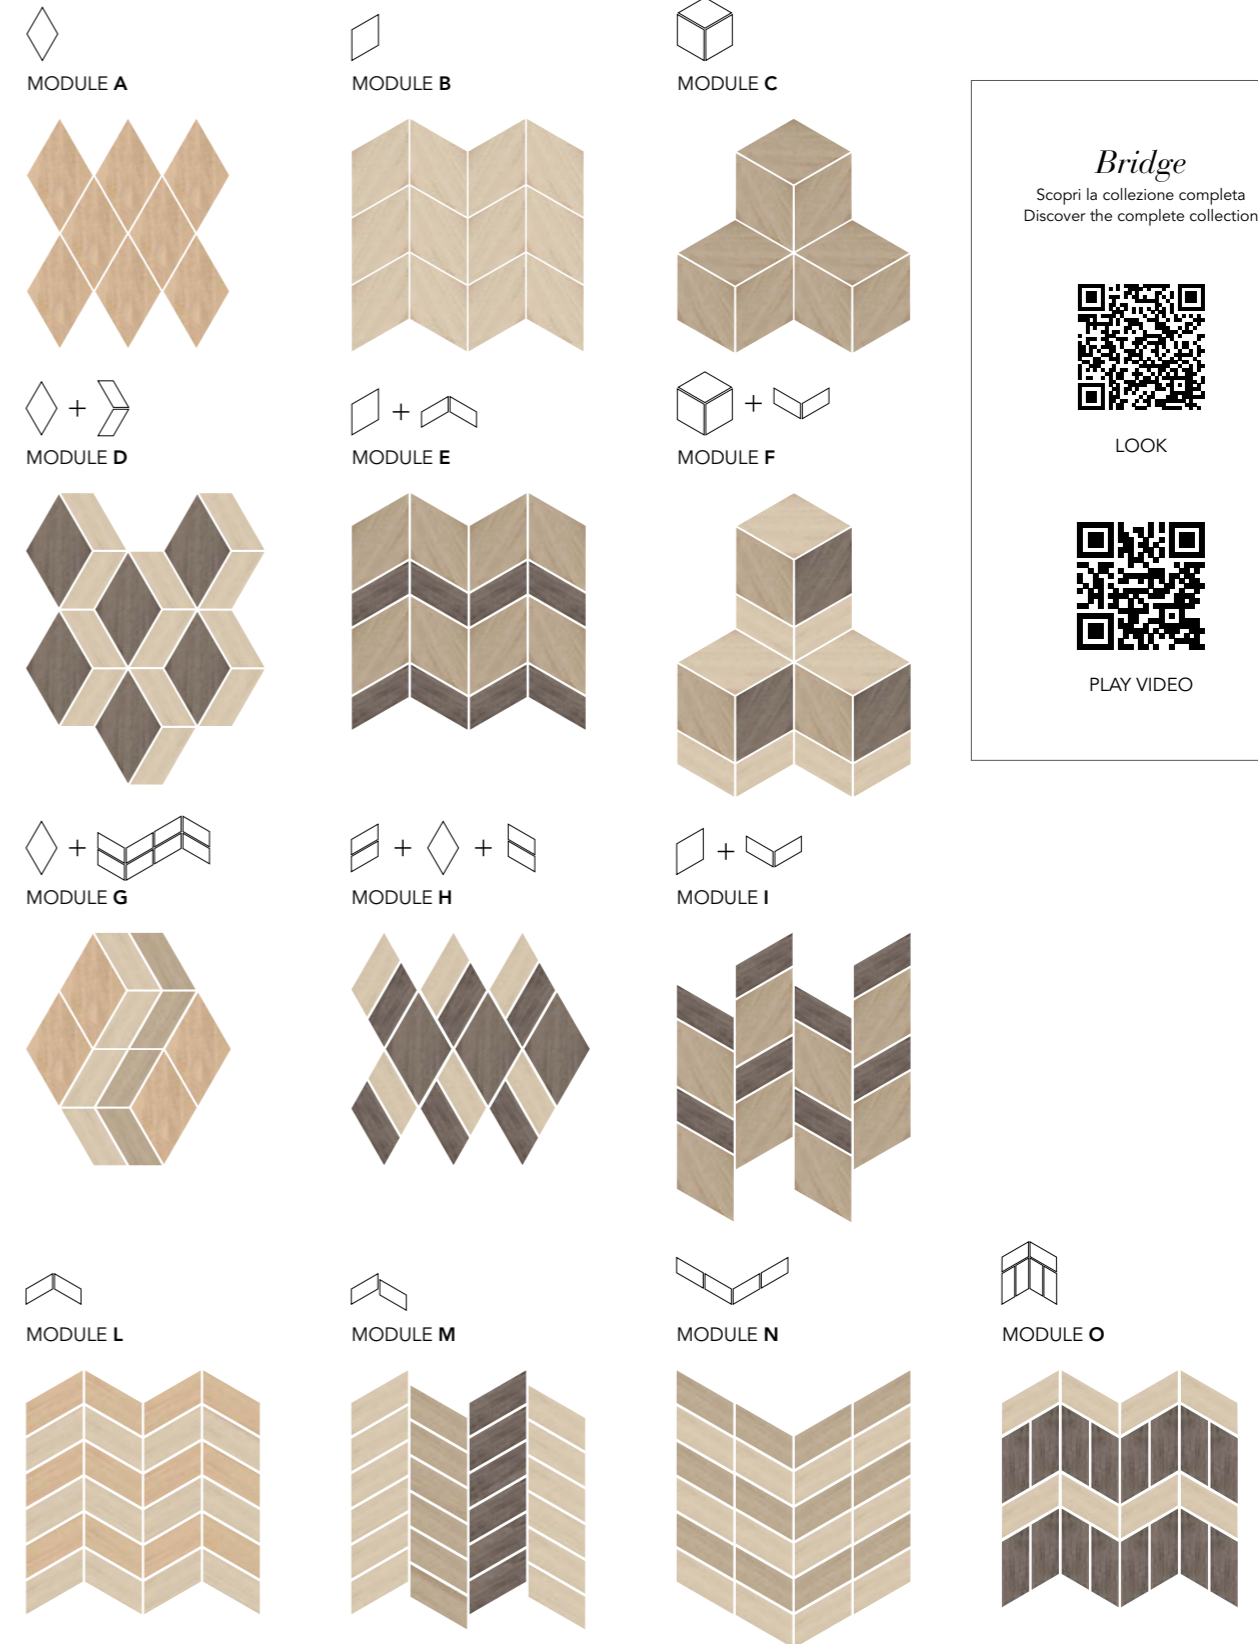 MODULE A
MODULE B
MODULE C
Bridge
Scopri la collezione completa
Discover the complete collection
LOOK
PLAY VIDEO
MODULE D
+
MODULE E
+
MODULE F
+
MODULE G
+
MODULE H
+ +
MODULE I
+
MODULE L
MODULE M
MODULE N
MODULE O